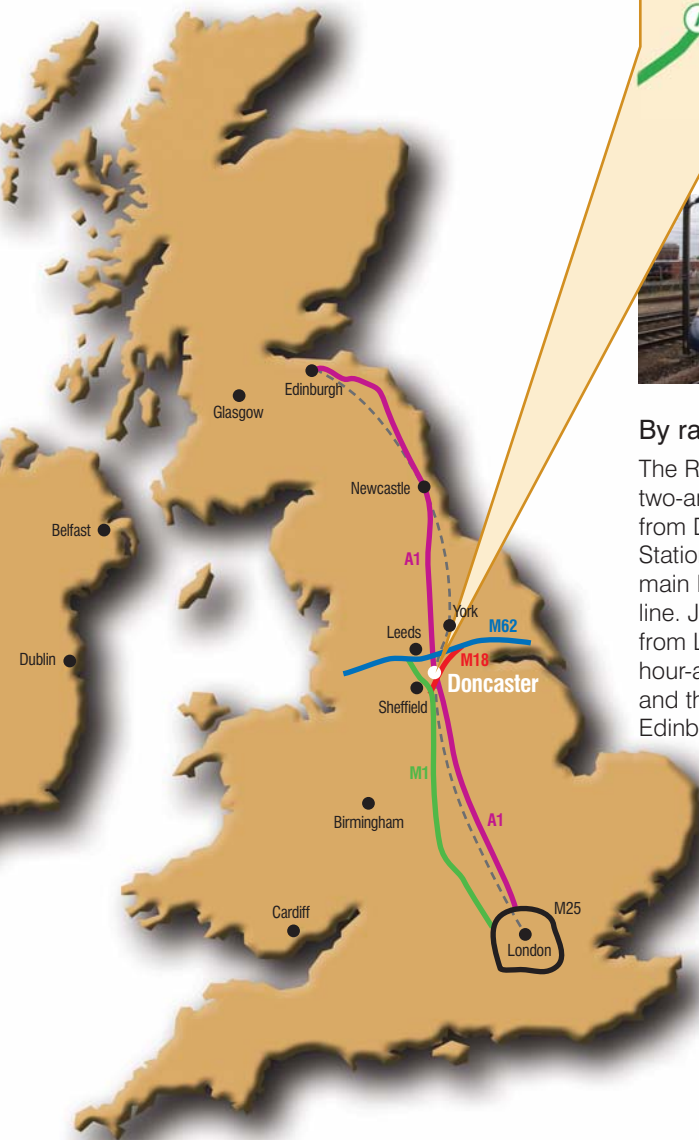 Edinburgh
Glasgow
Newcastle
Belfast
A1
York
Leeds
M62
M18
Dublin
Doncaster
Sheffield
M1
Birmingham
A1
Cardiff
M25
London
By ra
The R
two-a
from D
Statio
main
line. J
from L
hour-a
and th
Edinb